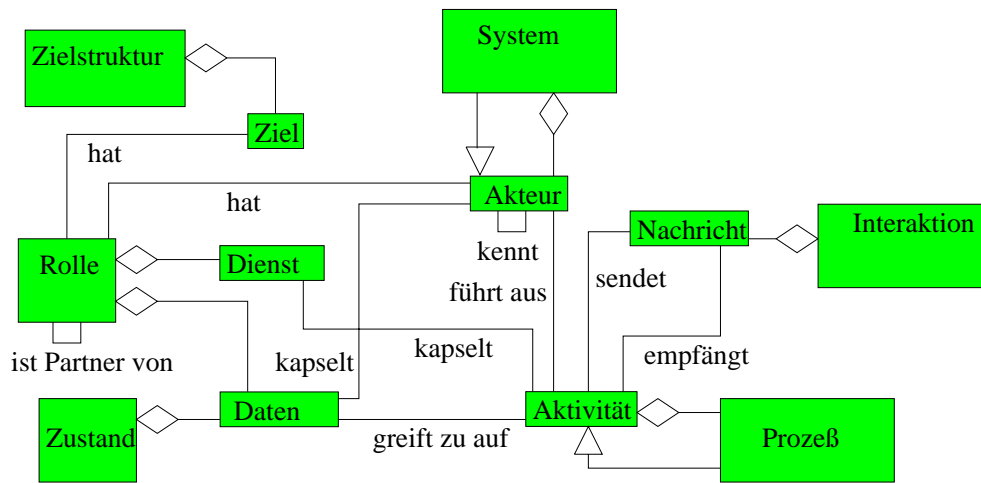 System
Zielstruktur
Ziel
hat
hat
Akteur
kennt
Nachricht
Interaktion
Rolle
Dienst
führt aus
sendet
ist Partner von
kapselt
kapselt
empfängt
Zustand
Daten
greift zu auf
Aktivität
Prozeß